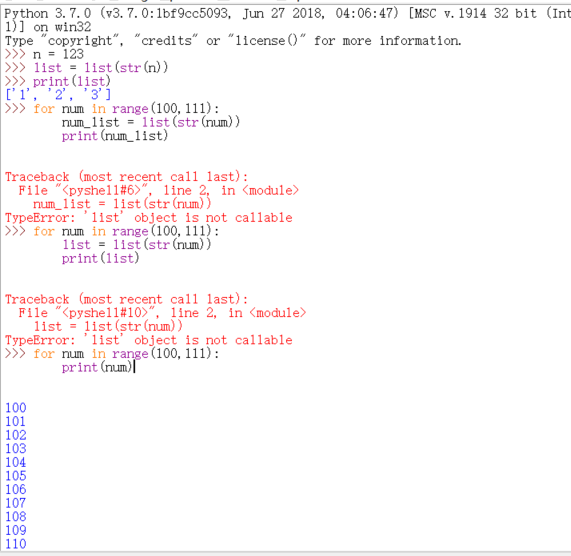 Python 3.7.0 (v3.7.0:1bf9cc5093, Jun 27 2018, 04:06:47) [MSC v.1914 32 bit (Int
1)] on win32
Type "copyright", "credits" or "license()" for more information.
>>> n = 123
>>> list = list(str(n))
>>> print(list)
['1', '2', '3']
>>> for num in range(100,111):
        num_list = list(str(num))
        print(num_list)
Traceback (most recent call last):
  File "<pyshell#6>", line 2, in <module>
    num_list = list(str(num))
TypeError: 'list' object is not callable
>>> for num in range(100,111):
        list = list(str(num))
        print(list)
Traceback (most recent call last):
  File "<pyshell#10>", line 2, in <module>
    list = list(str(num))
TypeError: 'list' object is not callable
>>> for num in range(100,111):
        print(num)
100
101
102
103
104
105
106
107
108
109
110